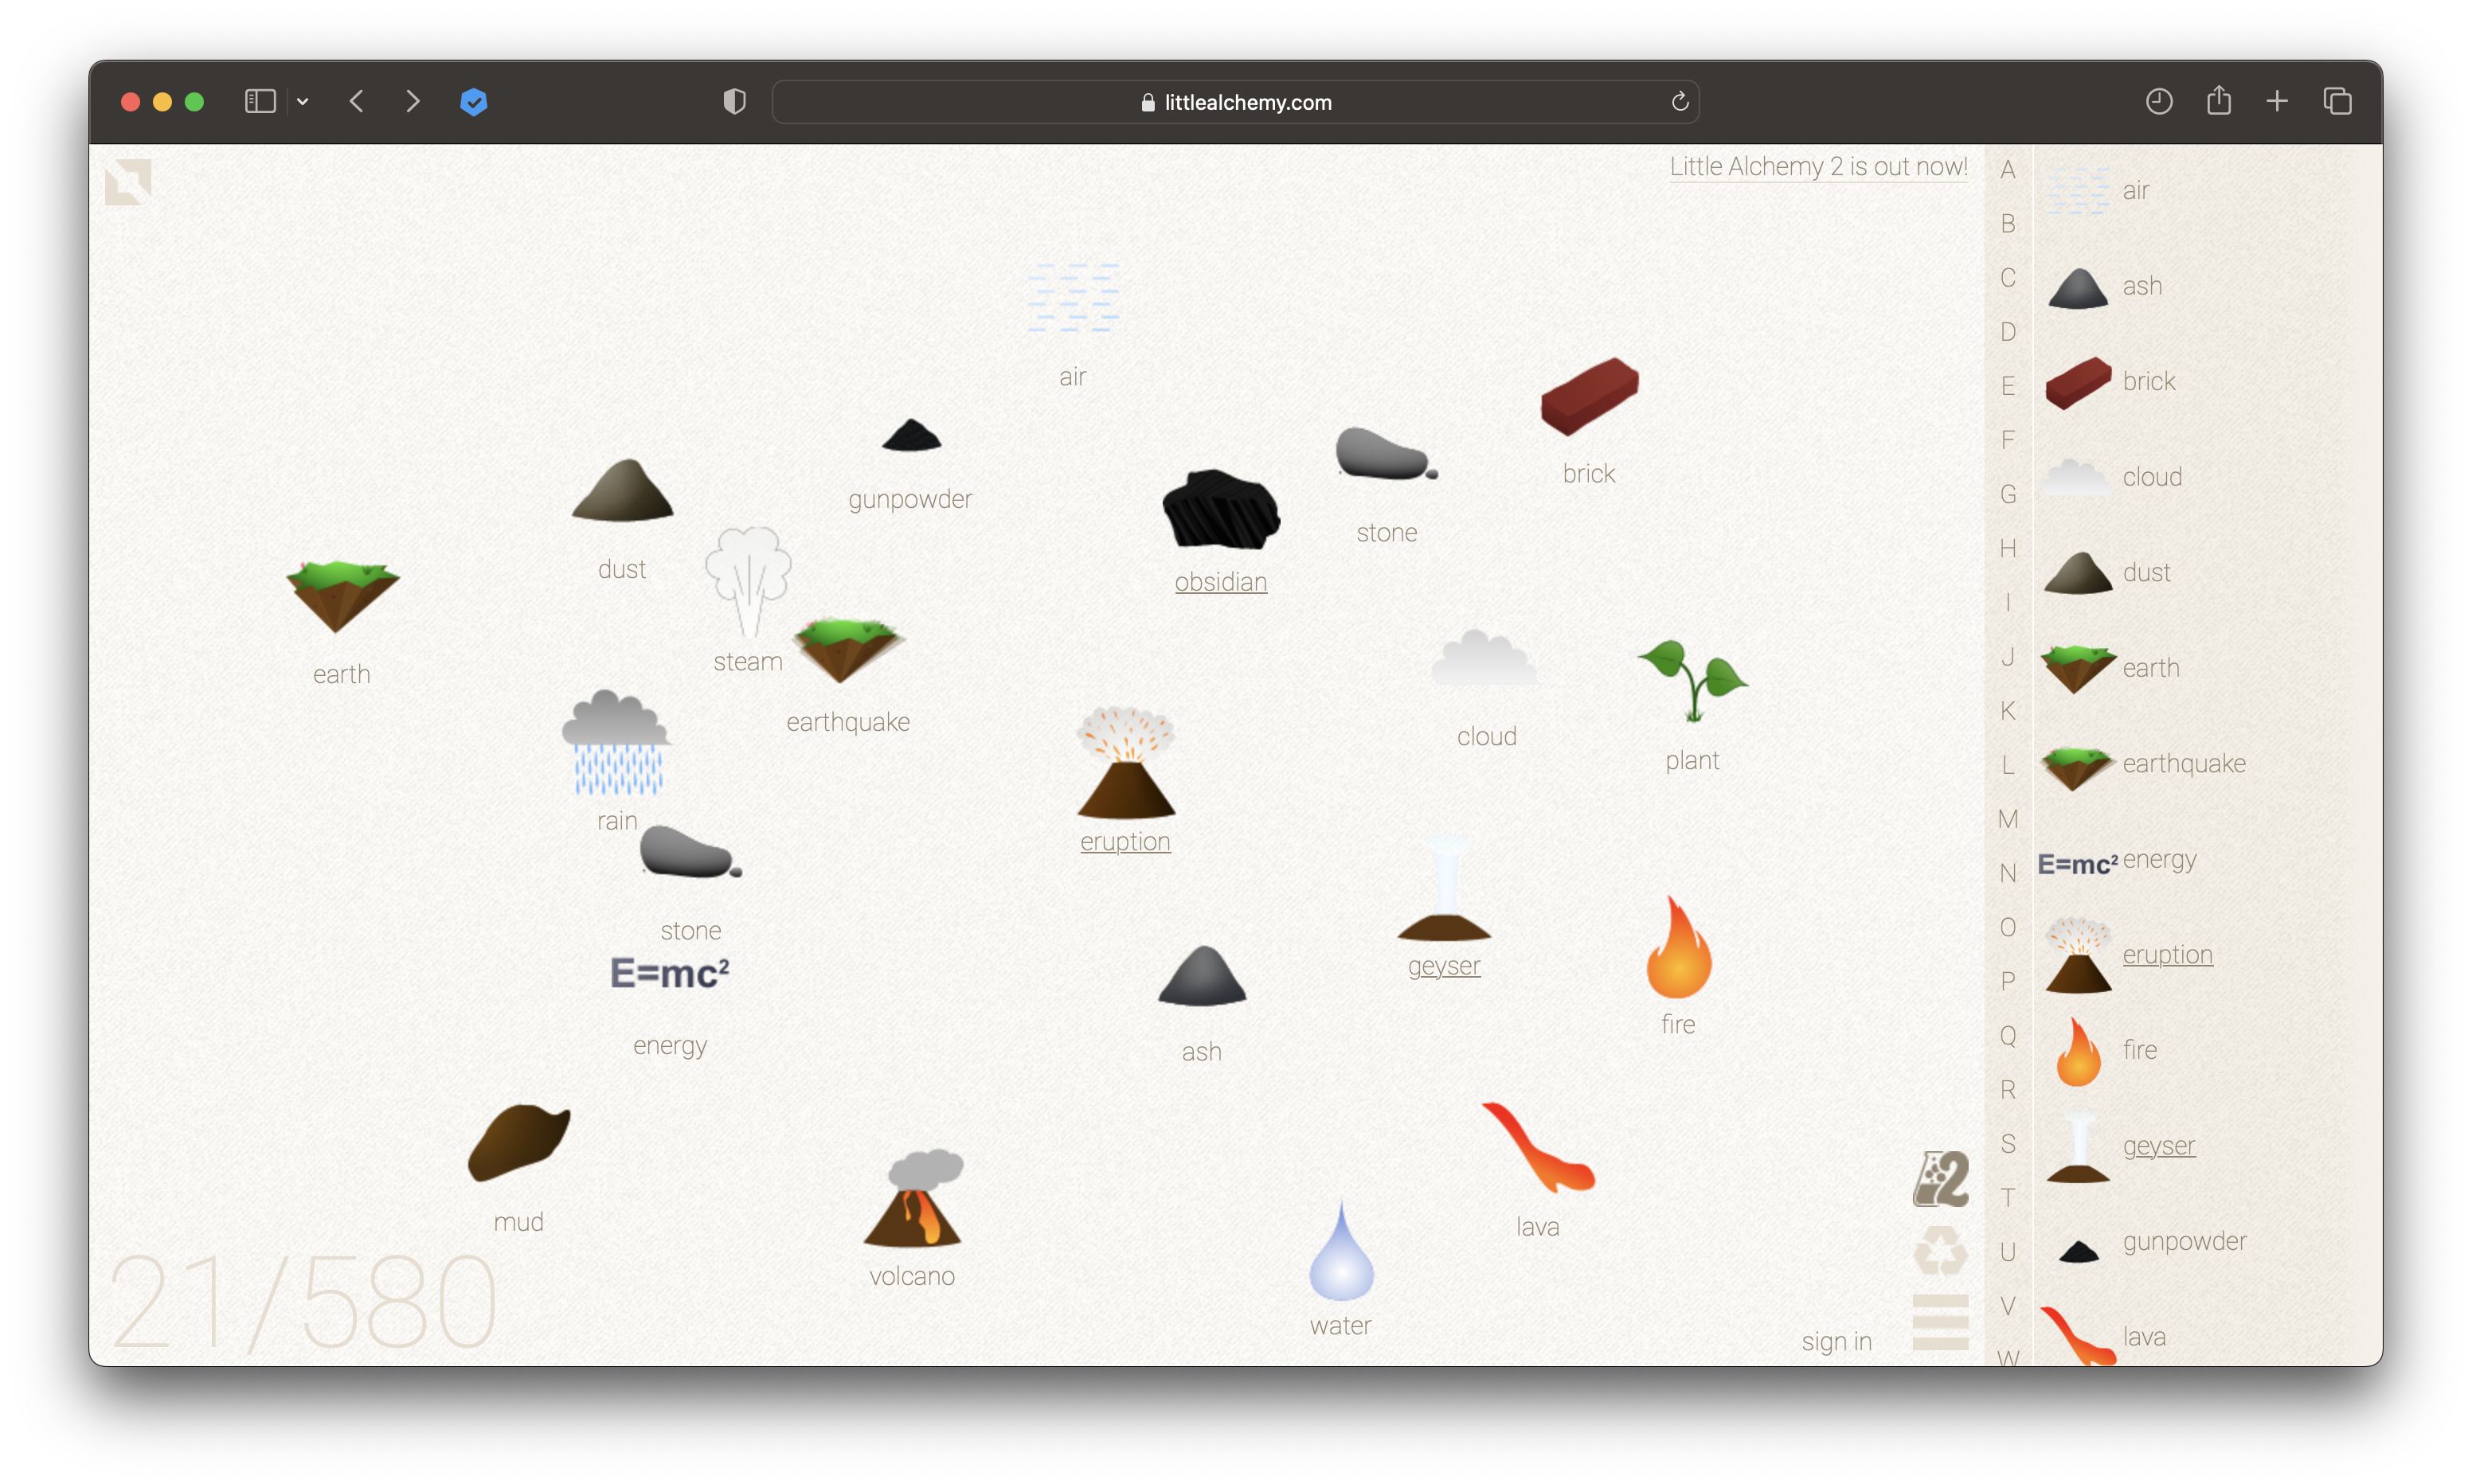 littlealchemy.com
Little Alchemy 2 is out now!
air
brick
gunpowder
stone
dust
obsidian
steam
earth
earthquake
cloud
plant
rain
eruption
stone
geyser
E=mc²
fire
energy
ash
mud
lava
volcano
water
21/580
2
sign in
A
B
C
D
E
F
G
H
I
J
K
L
M
N
O
P
Q
R
S
T
U
V
W
air
ash
brick
cloud
dust
earth
earthquake
E=mc² energy
eruption
fire
geyser
gunpowder
lava